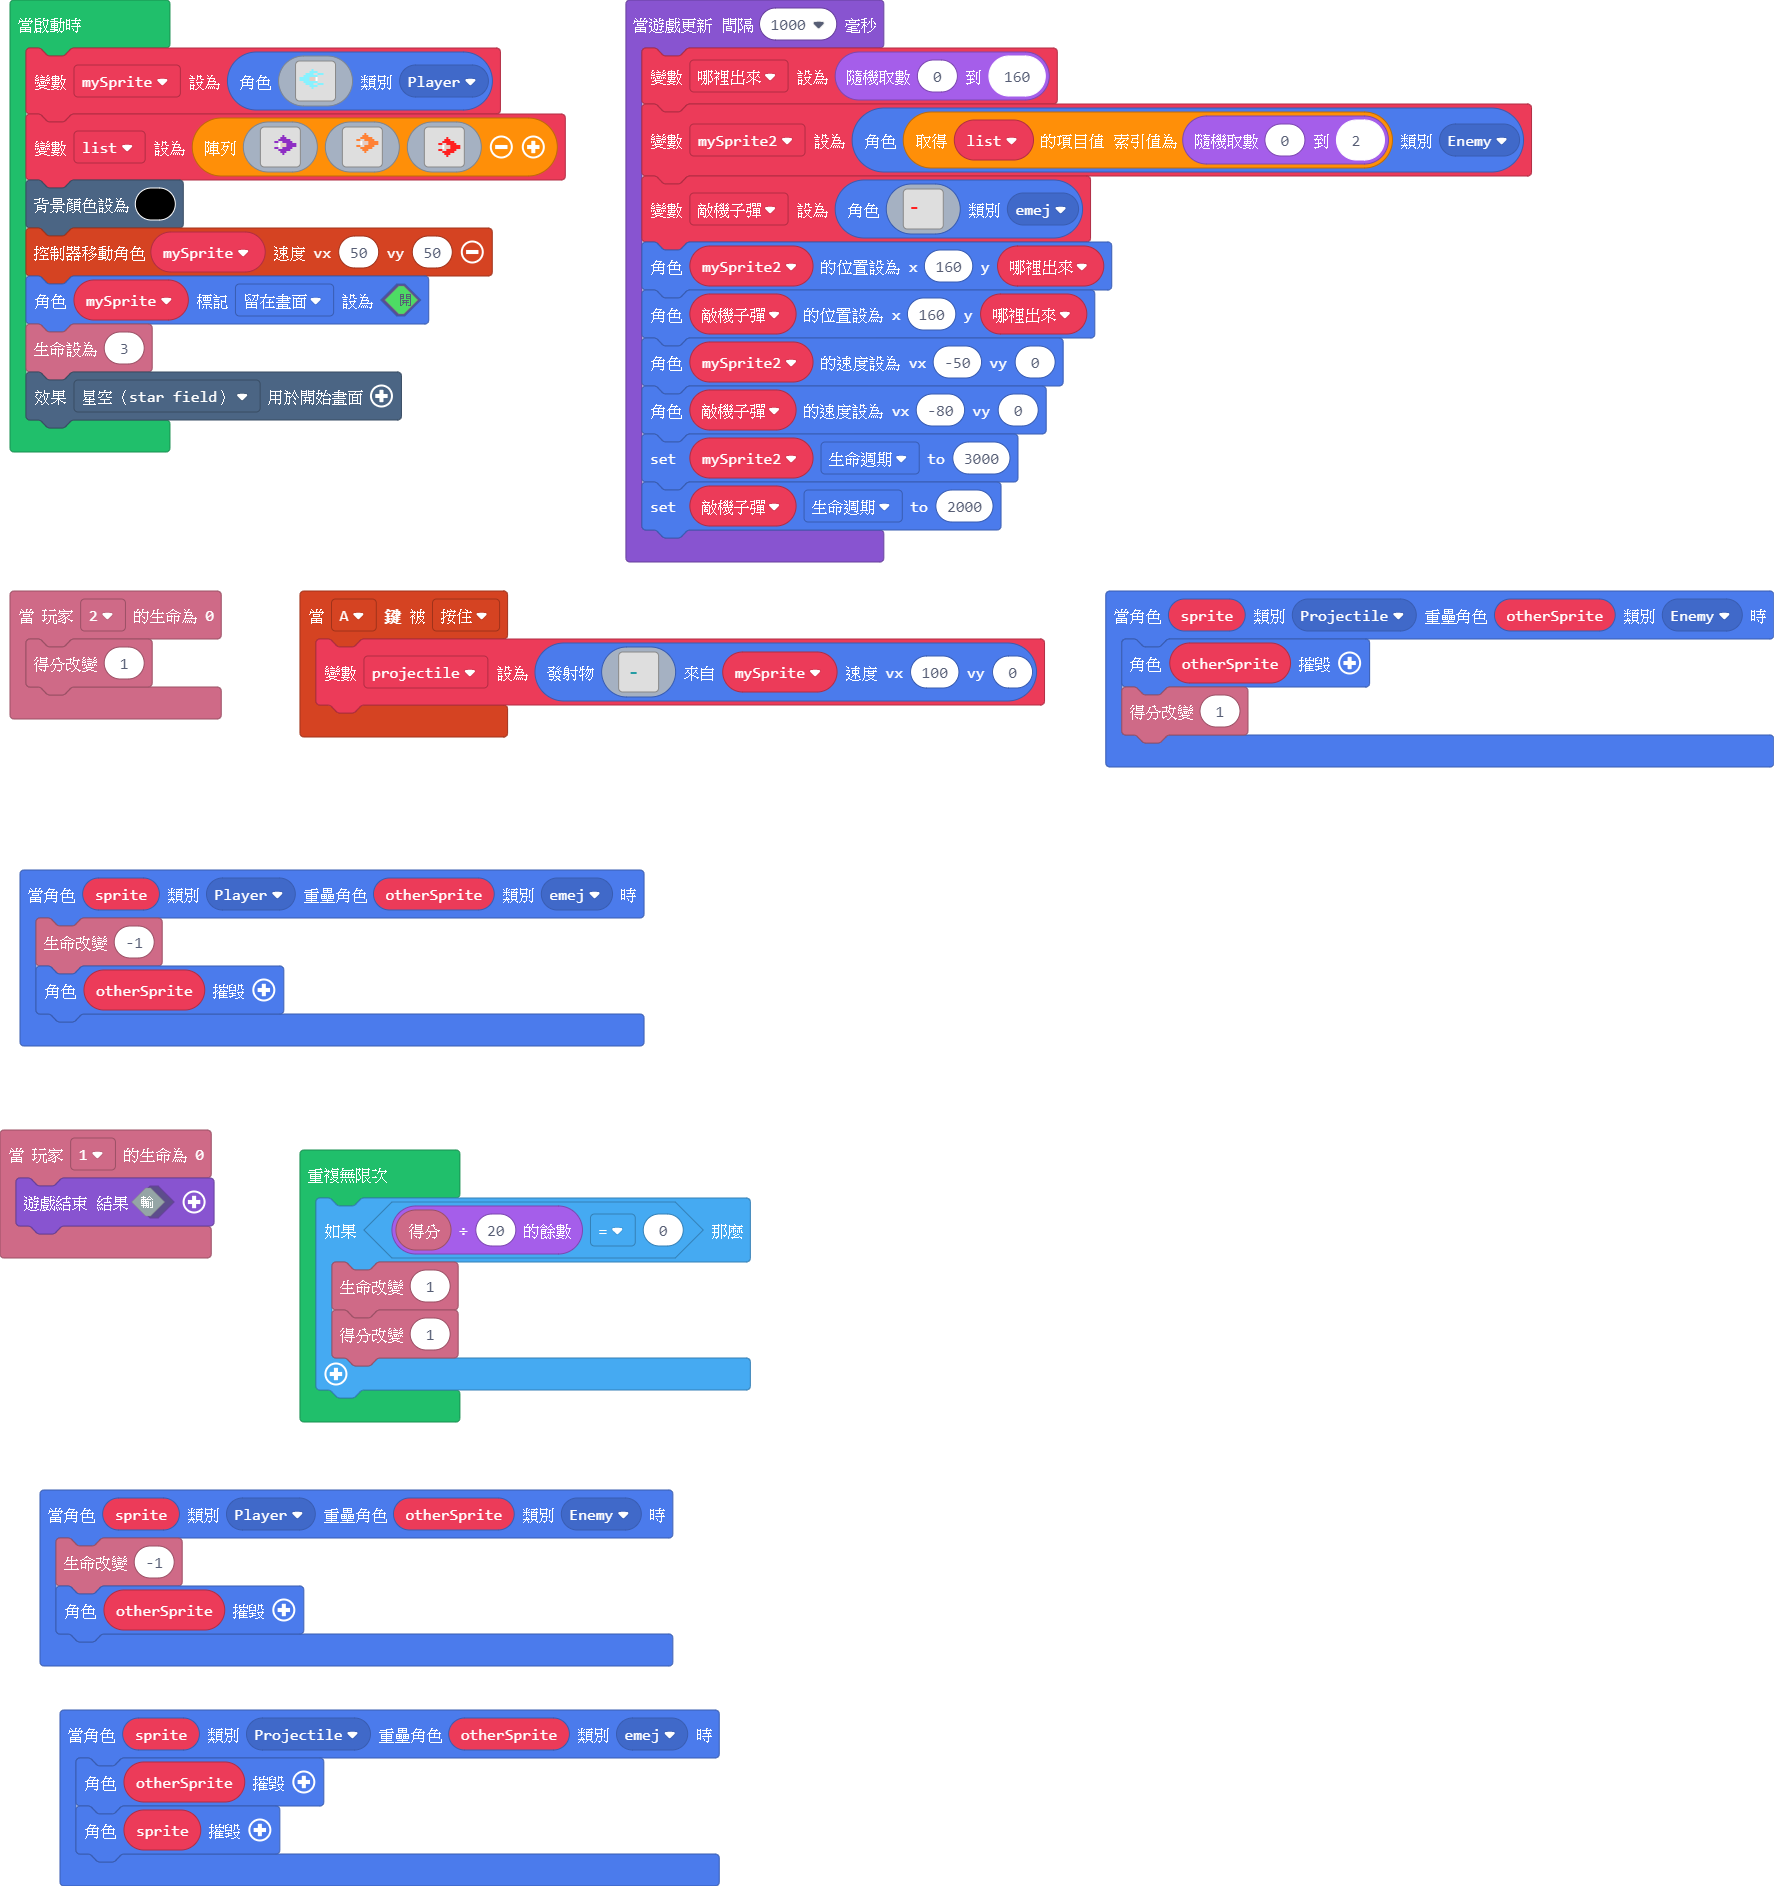 當啟動時
變數 mySprite 設為 角色 類別 Player
變數 list 設為 陣列
背景顏色設為
控制器移動角色 mySprite 速度 vx 50 vy 50
角色 mySprite 標記 留在畫面 設為 開
生命設為 3
效果 星空（star field） 用於開始畫面
當遊戲更新 間隔 1000 毫秒
變數 哪裡出來 設為 隨機取數 0 到 160
變數 mySprite2 設為 角色 取得 list 的項目值 索引值為 隨機取數 0 到 2 類別 Enemy
變數 敵機子彈 設為 角色 類別 emej
角色 mySprite2 的位置設為 x 160 y 哪裡出來
角色 敵機子彈 的位置設為 x 160 y 哪裡出來
角色 mySprite2 的速度設為 vx -50 vy 0
角色 敵機子彈 的速度設為 vx -80 vy 0
set mySprite2 生命週期 to 3000
set 敵機子彈 生命週期 to 2000
當 玩家 2 的生命為 0
得分改變 1
當 A 鍵 被 按住
變數 projectile 設為 發射物 來自 mySprite 速度 vx 100 vy 0
當角色 sprite 類別 Projectile 重疊角色 otherSprite 類別 Enemy 時
角色 otherSprite 摧毀
得分改變 1
當角色 sprite 類別 Player 重疊角色 otherSprite 類別 emej 時
生命改變 -1
角色 otherSprite 摧毀
當 玩家 1 的生命為 0
遊戲結束 結果 輸
重複無限次
如果 得分 ÷ 20 的餘數 = 0 那麼
生命改變 1
得分改變 1
當角色 sprite 類別 Player 重疊角色 otherSprite 類別 Enemy 時
生命改變 -1
角色 otherSprite 摧毀
當角色 sprite 類別 Projectile 重疊角色 otherSprite 類別 emej 時
角色 otherSprite 摧毀
角色 sprite 摧毀